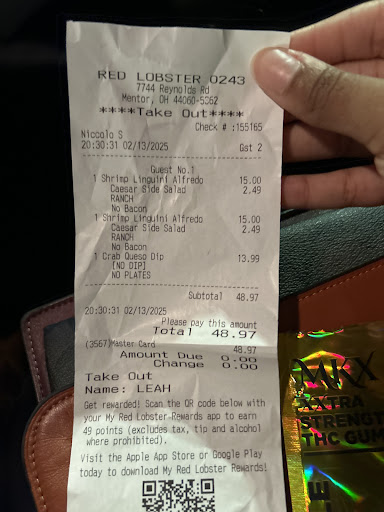 RED LOBSTER 0243
7744 Reynolds Rd
Mentor, OH 44060-5562
****Take Out****
Check # :155165
Niccolo S
20:30:31 02/13/2025 Gst 2
Guest No.1
1 Shrimp Linguini Alfredo 15.00
Caesar Side Salad 2.49
RANCH
No Bacon
1 Shrimp Linguini Alfredo 15.00
Caesar Side Salad 2.49
RANCH
No Bacon
1 Crab Queso Dip 13.99
[NO DIP]
NO PLATES
Subtotal 48.97
20:30:31 02/13/2025
Please pay this amount
Total 48.97
(3567)Master Card 48.97
Amount Due 0.00
Change 0.00
Take Out
Name: LEAH
Get rewarded! Scan the QR code below with
your My Red Lobster Rewards app to earn
49 points (excludes tax, tip and alcohol
where prohibited).
Visit the Apple App Store or Google Play
today to download My Red Lobster Rewards!
MKX
XTRA
STRENGT
THC GUM